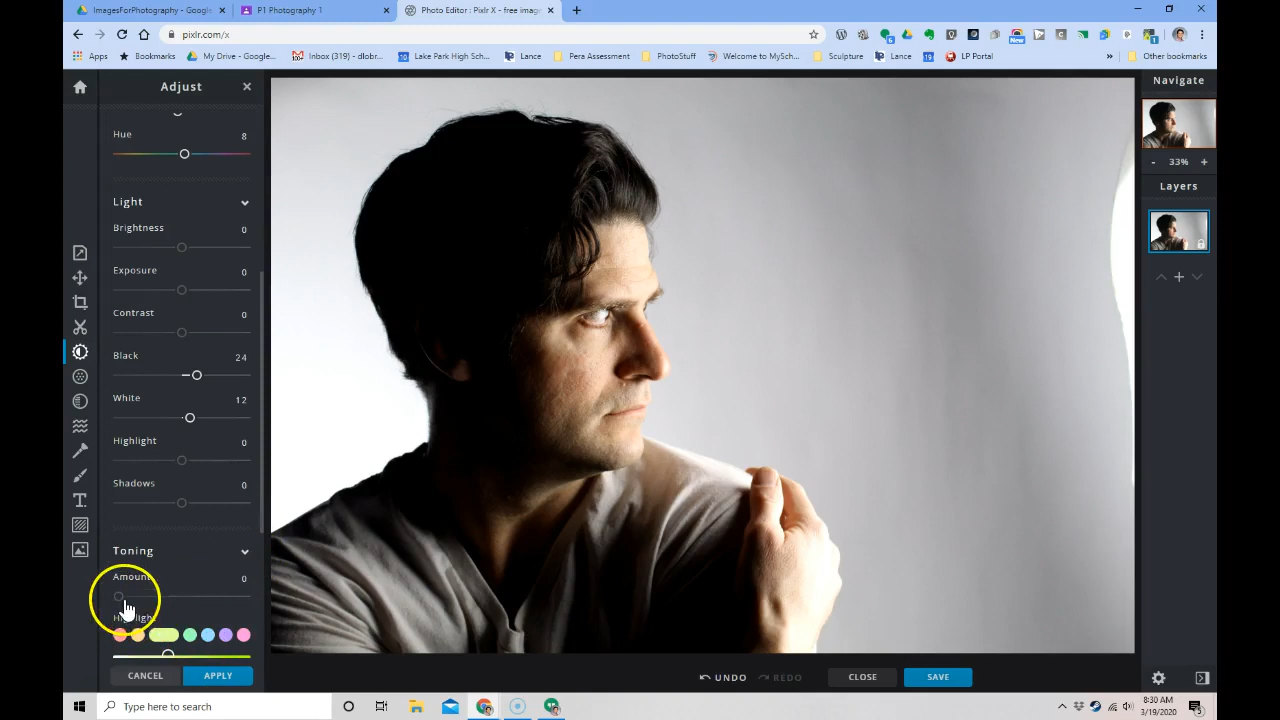 ImagesForPhotography - Google
P1 Photography 1
Photo Editor : Pixlr X - free imag
pixlr.com/x
Apps
Bookmarks
My Drive - Google...
Inbox (319) - dlobr...
Lake Park High Sch...
Lance
Pera Assessment
PhotoStuff
Welcome to MySch...
Sculpture
Lance
LP Portal
Other bookmarks
Adjust
Navigate
Hue 8
33%
Layers
Light
Brightness 0
Exposure 0
Contrast 0
Black 24
White 12
Highlight 0
Shadows 0
Toning
Amount 0
Highlight
CANCEL
APPLY
UNDO
REDO
CLOSE
SAVE
Type here to search
8:30 AM
3/19/2020